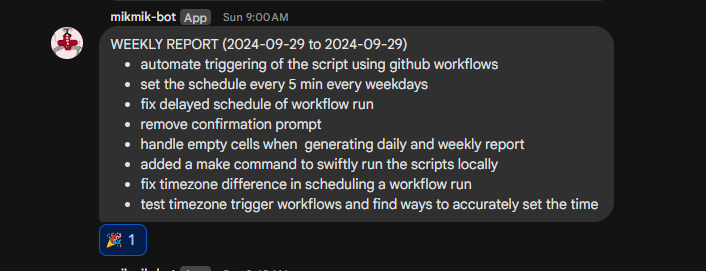 mikmik-bot App Sun 9:00 AM
WEEKLY REPORT (2024-09-29 to 2024-09-29)
• automate triggering of the script using github workflows
• set the schedule every 5 min every weekdays
• fix delayed schedule of workflow run
• remove confirmation prompt
• handle empty cells when generating daily and weekly report
• added a make command to swiftly run the scripts locally
• fix timezone difference in scheduling a workflow run
• test timezone trigger workflows and find ways to accurately set the time
🎉 1